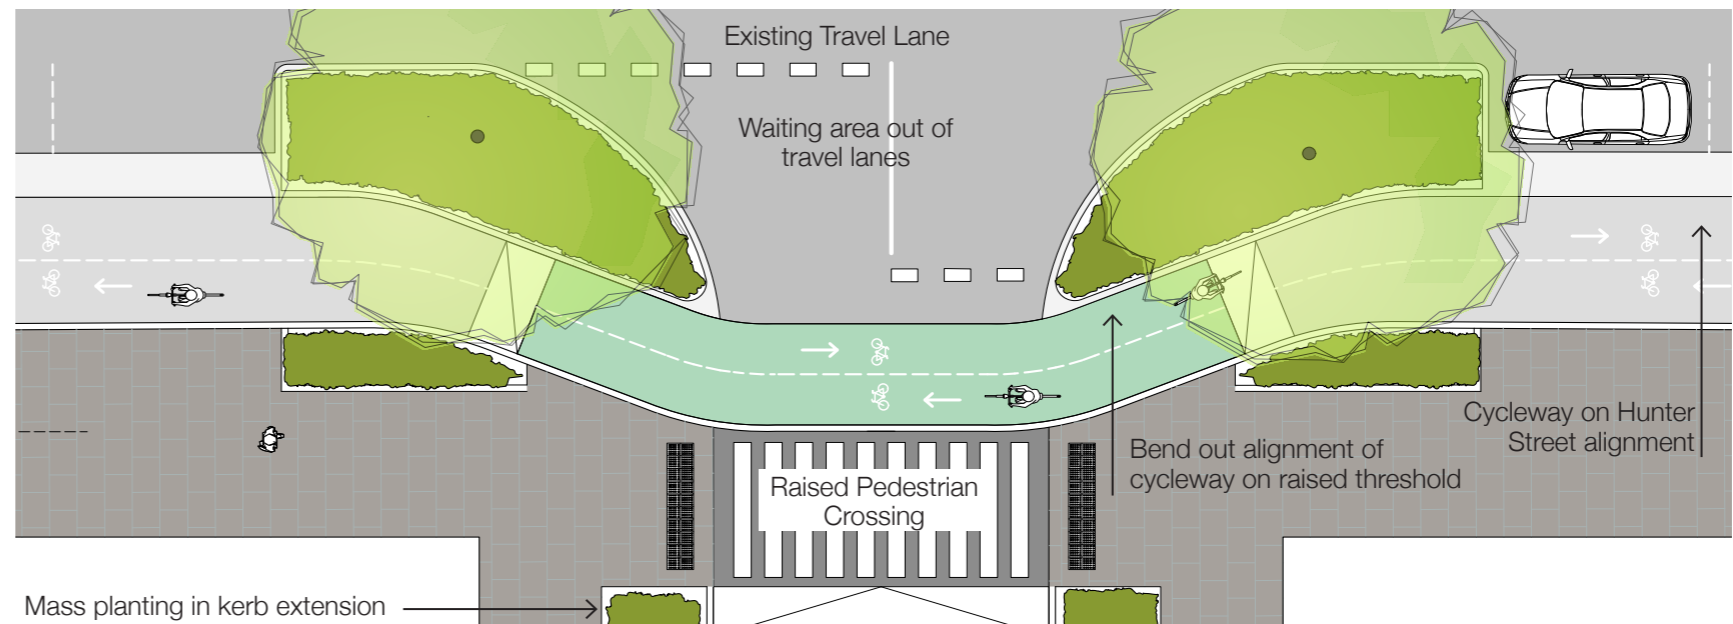 Existing Travel Lane
Waiting area out of
travel lanes
Cycleway on Hunter
Street alignment
Bend out alignment of
cycleway on raised threshold
Raised Pedestrian
Crossing
Mass planting in kerb extension